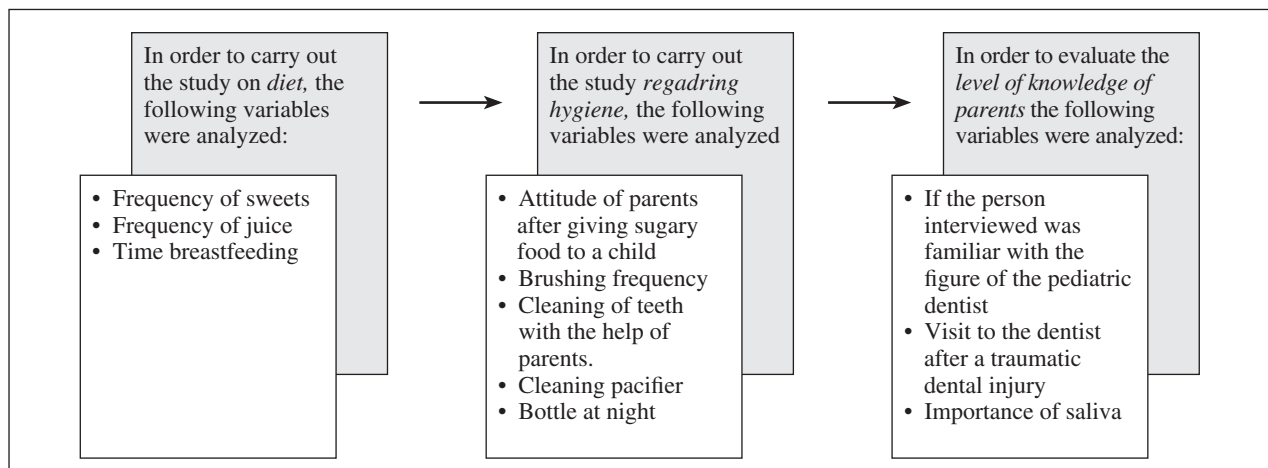 In order to carry out
the study on diet, the
following variables
were analyzed:
• Frequency of sweets
• Frequency of juice
• Time breastfeeding
In order to carry out
the study regadring
hygiene, the following
variables were analyzed
• Attitude of parents
after giving sugary
food to a child
• Brushing frequency
• Cleaning of teeth
with the help of
parents.
• Cleaning pacifier
• Bottle at night
In order to evaluate the
level of knowledge of
parents the following
variables were analyzed:
• If the person
interviewed was
familiar with the
figure of the pediatric
dentist
• Visit to the dentist
after a traumatic
dental injury
• Importance of saliva